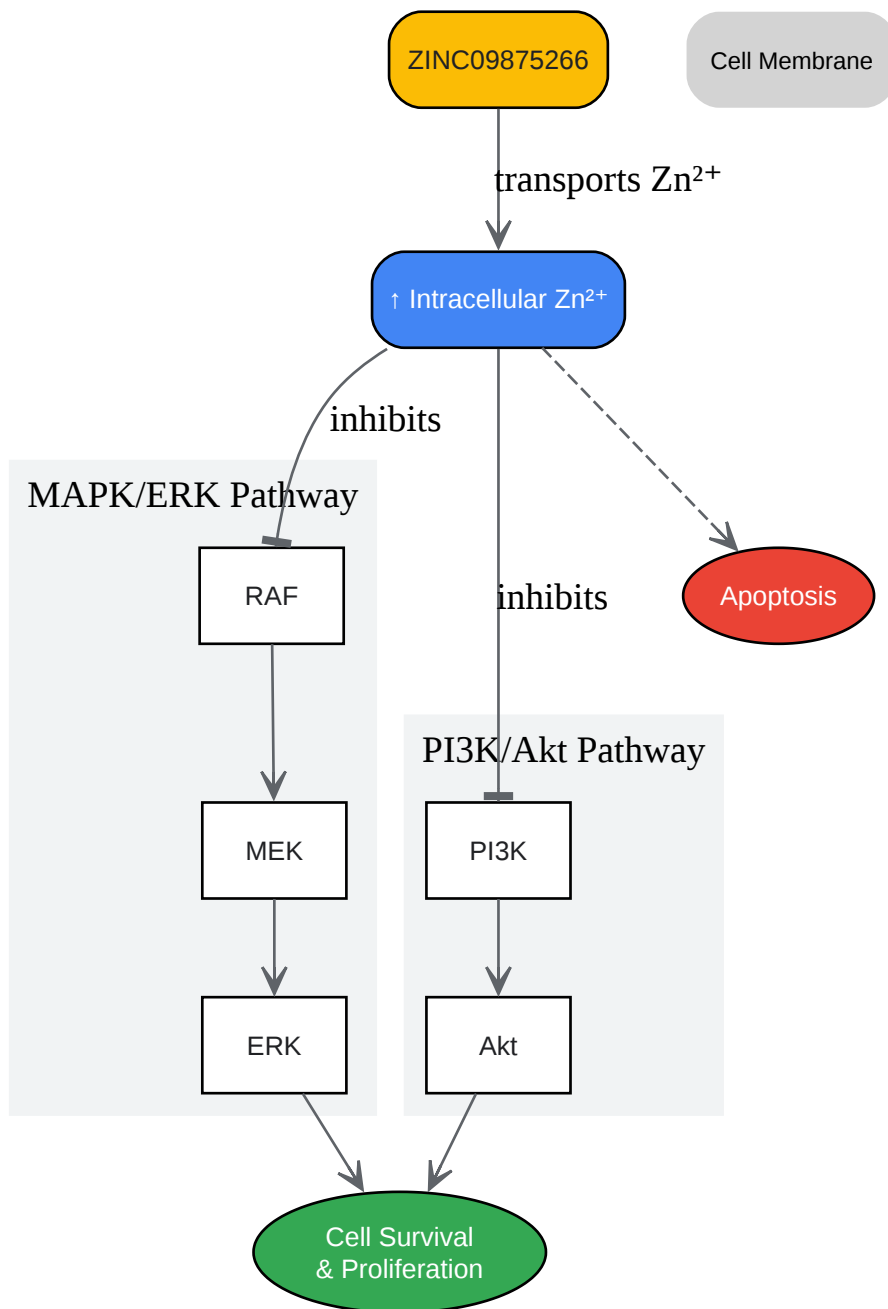 ZINC09875266
Cell Membrane
transports Zn²⁺
↑ Intracellular Zn²⁺
inhibits
MAPK/ERK Pathway
RAF
inhibits
Apoptosis
PI3K/Akt Pathway
MEK
PI3K
ERK
Akt
Cell Survival
& Proliferation